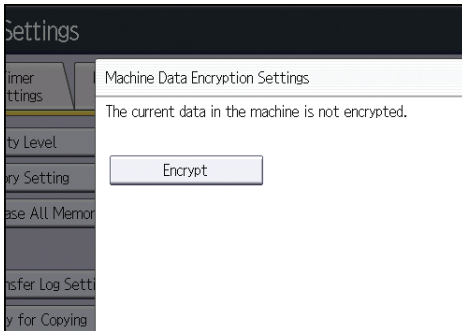 Settings
imer
ttings
Machine Data Encryption Settings
The current data in the machine is not encrypted.
ty Level
ry Setting
ase All Memor
Encrypt
nsfer Log Setti
y for Copying